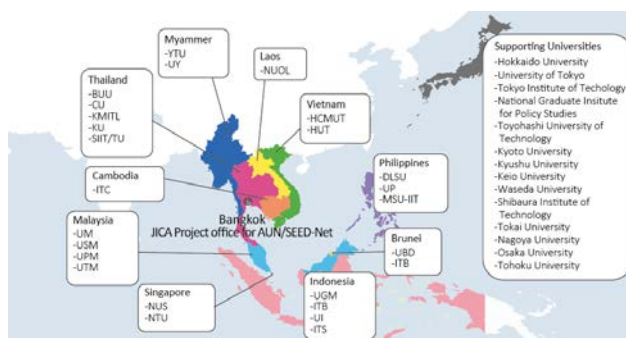 Myammer
-YTU
-UY
Laos
-NUOL
Thailand
-BUU
-CU
-KMITL
-KU
-SIIT/TU
Vietnam
-HCMUT
-HUT
Cambodia
-ITC
Philippines
-DLSU
-UP
-MSU-IIT
Bangkok
JICA Project office for AUN/SEED-Net
Malaysia
-UM
-USM
-UPM
-UTM
Brunei
-UBD
-ITB
Singapore
-NUS
-NTU
Indonesia
-UGM
-ITB
-UI
-ITS
Supporting Universities
-Hokkaido University
-University of Tokyo
-Tokyo Institute of Techology
-National Graduate Insitute
for Policy Studies
-Toyohashi University of
Technology
-Kyoto University
-Kyushu University
-Keio University
-Waseda University
-Shibaura Institute of
Technology
-Tokai University
-Nagoya University
-Osaka University
-Tohoku University